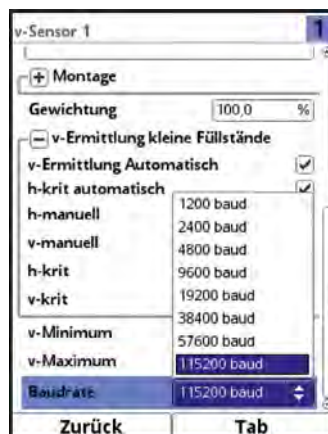 v-Sensor 1
1
Montage
Gewichtung 100,0 %
v-Ermittlung kleine Füllstände
v-Ermittlung Automatisch
h-krit automatisch
h-manuell
v-manuell
h-krit
v-krit
1200 baud
2400 baud
4800 baud
9600 baud
19200 baud
38400 baud
57600 baud
115200 baud
v-Minimum
v-Maximum
Baudrate 115200 baud
Zurück Tab